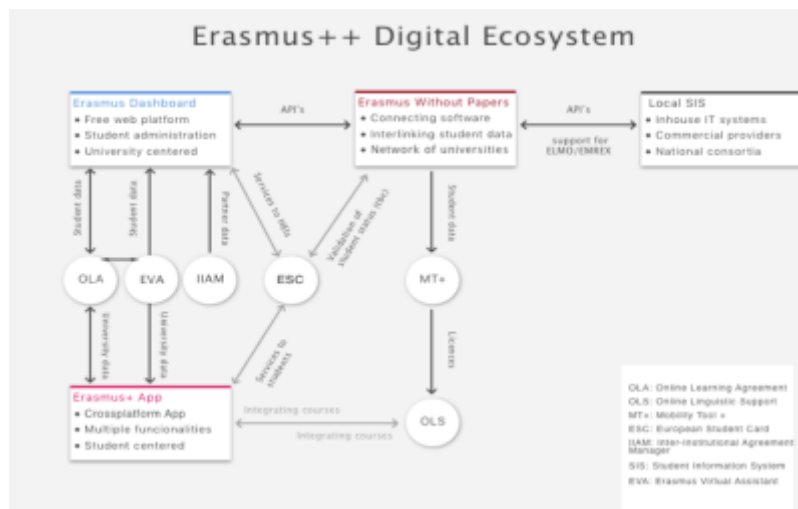 Erasmus++ Digital Ecosystem
Erasmus Dashboard
• Free web platform
• Student administration
• University centered
API's
Erasmus Without Papers
• Connecting software
• Interlinking student data
• Network of universities
API's
support for
ELMO/EMREX
Local SIS
• Inhouse IT systems
• Commercial providers
• National consortia
Student data
Student data
Partner data
Services to HEIs
Validation of
student status (tbc)
Student data
OLA
EVA
IIAM
ESC
MT+
University data
University data
Services to
students
Licences
Erasmus+ App
• Crossplatform App
• Multiple funcionalities
• Student centered
Integrating courses
Integrating courses
OLS
OLA: Online Learning Agreement
OLS: Online Linguistic Support
MT+: Mobility Tool +
ESC: European Student Card
IIAM: Inter-Institutional Agreement
Manager
SIS: Student Information System
EVA: Erasmus Virtual Assistant